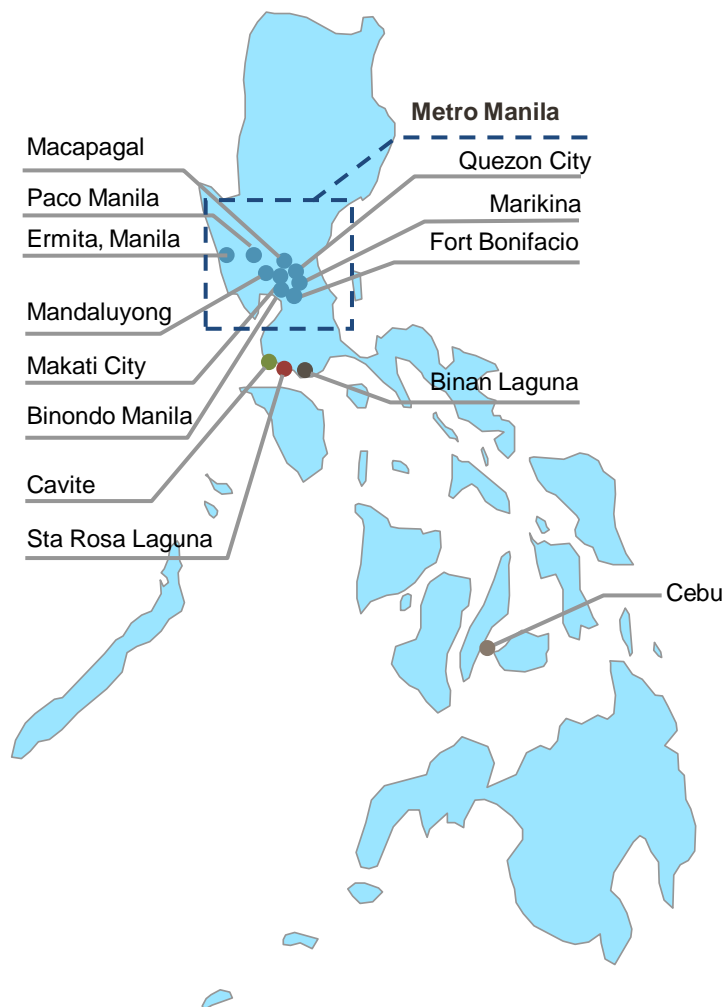 Metro Manila
Macapagal
Quezon City
Paco Manila
Marikina
Ermita, Manila
Fort Bonifacio
Mandaluyong
Makati City
Binan Laguna
Binondo Manila
Cavite
Sta Rosa Laguna
Cebu